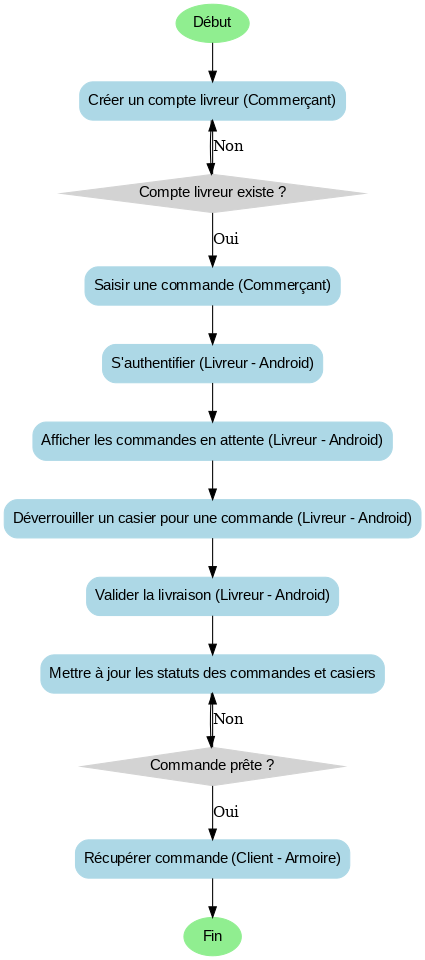 Début
Créer un compte livreur (Commerçant)
Non
Compte livreur existe ?
Oui
Saisir une commande (Commerçant)
S'authentifier (Livreur - Android)
Afficher les commandes en attente (Livreur - Android)
Déverrouiller un casier pour une commande (Livreur - Android)
Valider la livraison (Livreur - Android)
Mettre à jour les statuts des commandes et casiers
Non
Commande prête ?
Oui
Récupérer commande (Client - Armoire)
Fin